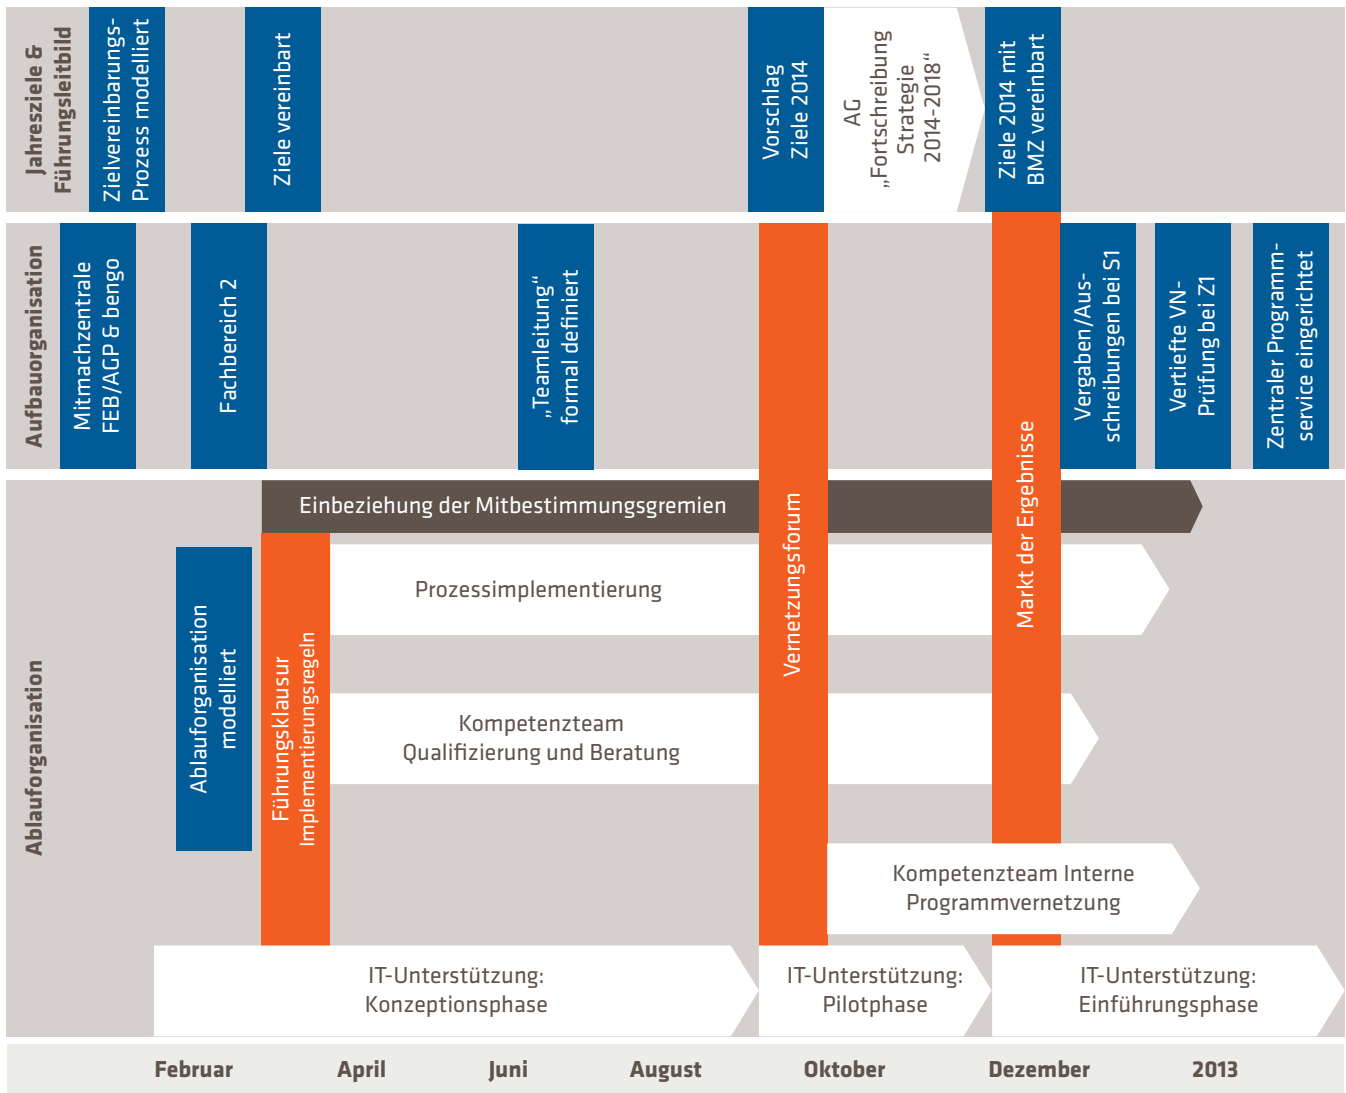 Jahresziele &
Führungsleitbild
Zielvereinbarungs-
Prozess modelliert
Ziele vereinbart
Vorschlag
Ziele 2014
AG
„Fortschreibung
Strategie
2014-2018“
Ziele 2014 mit
BMZ vereinbart
Aufbauorganisation
Mitmachzentrale
FEB/AGP & bengo
Fachbereich 2
„Teamleitung“
formal definiert
Vergaben/Aus-
schreibungen bei S1
Vertiefte VN-
Prüfung bei Z1
Zentraler Programm-
service eingerichtet
Ablauforganisation
Einbeziehung der Mitbestimmungsgremien
Ablauforganisation
modelliert
Führungsklausur
Implementierungsregeln
Prozessimplementierung
Kompetenzteam
Qualifizierung und Beratung
Vernetzungsforum
Markt der Ergebnisse
Kompetenzteam Interne
Programmvernetzung
IT-Unterstützung:
Konzeptionsphase
IT-Unterstützung:
Pilotphase
IT-Unterstützung:
Einführungsphase
Februar
April
Juni
August
Oktober
Dezember
2013